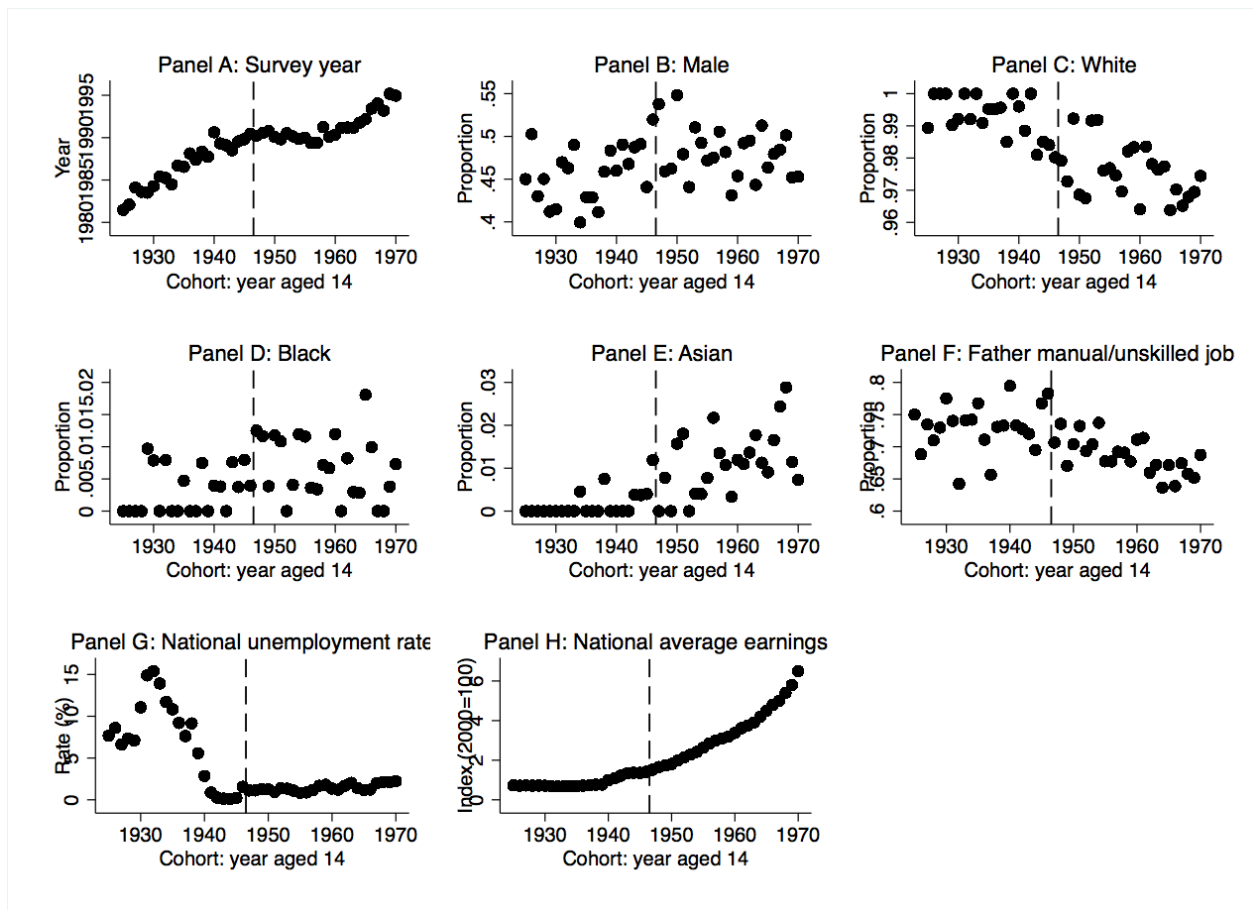 Panel A: Survey year
Year
1980 1985 1990 1995
1930 1940 1950 1960 1970
Cohort: year aged 14
Panel B: Male
Proportion
.4 .45 .5 .55
1930 1940 1950 1960 1970
Cohort: year aged 14
Panel C: White
Proportion
.96 .97 .98 .99 1
1930 1940 1950 1960 1970
Cohort: year aged 14
Panel D: Black
Proportion
0 .005 .01 .015 .02
1930 1940 1950 1960 1970
Cohort: year aged 14
Panel E: Asian
Proportion
0 .01 .02 .03
1930 1940 1950 1960 1970
Cohort: year aged 14
Panel F: Father manual/unskilled job
Proportion
.6 .65 .7 .75 .8
1930 1940 1950 1960 1970
Cohort: year aged 14
Panel G: National unemployment rate
Rate (%)
0 5 10 15
1930 1940 1950 1960 1970
Cohort: year aged 14
Panel H: National average earnings
Index (2000=100)
0 2 4 6
1930 1940 1950 1960 1970
Cohort: year aged 14